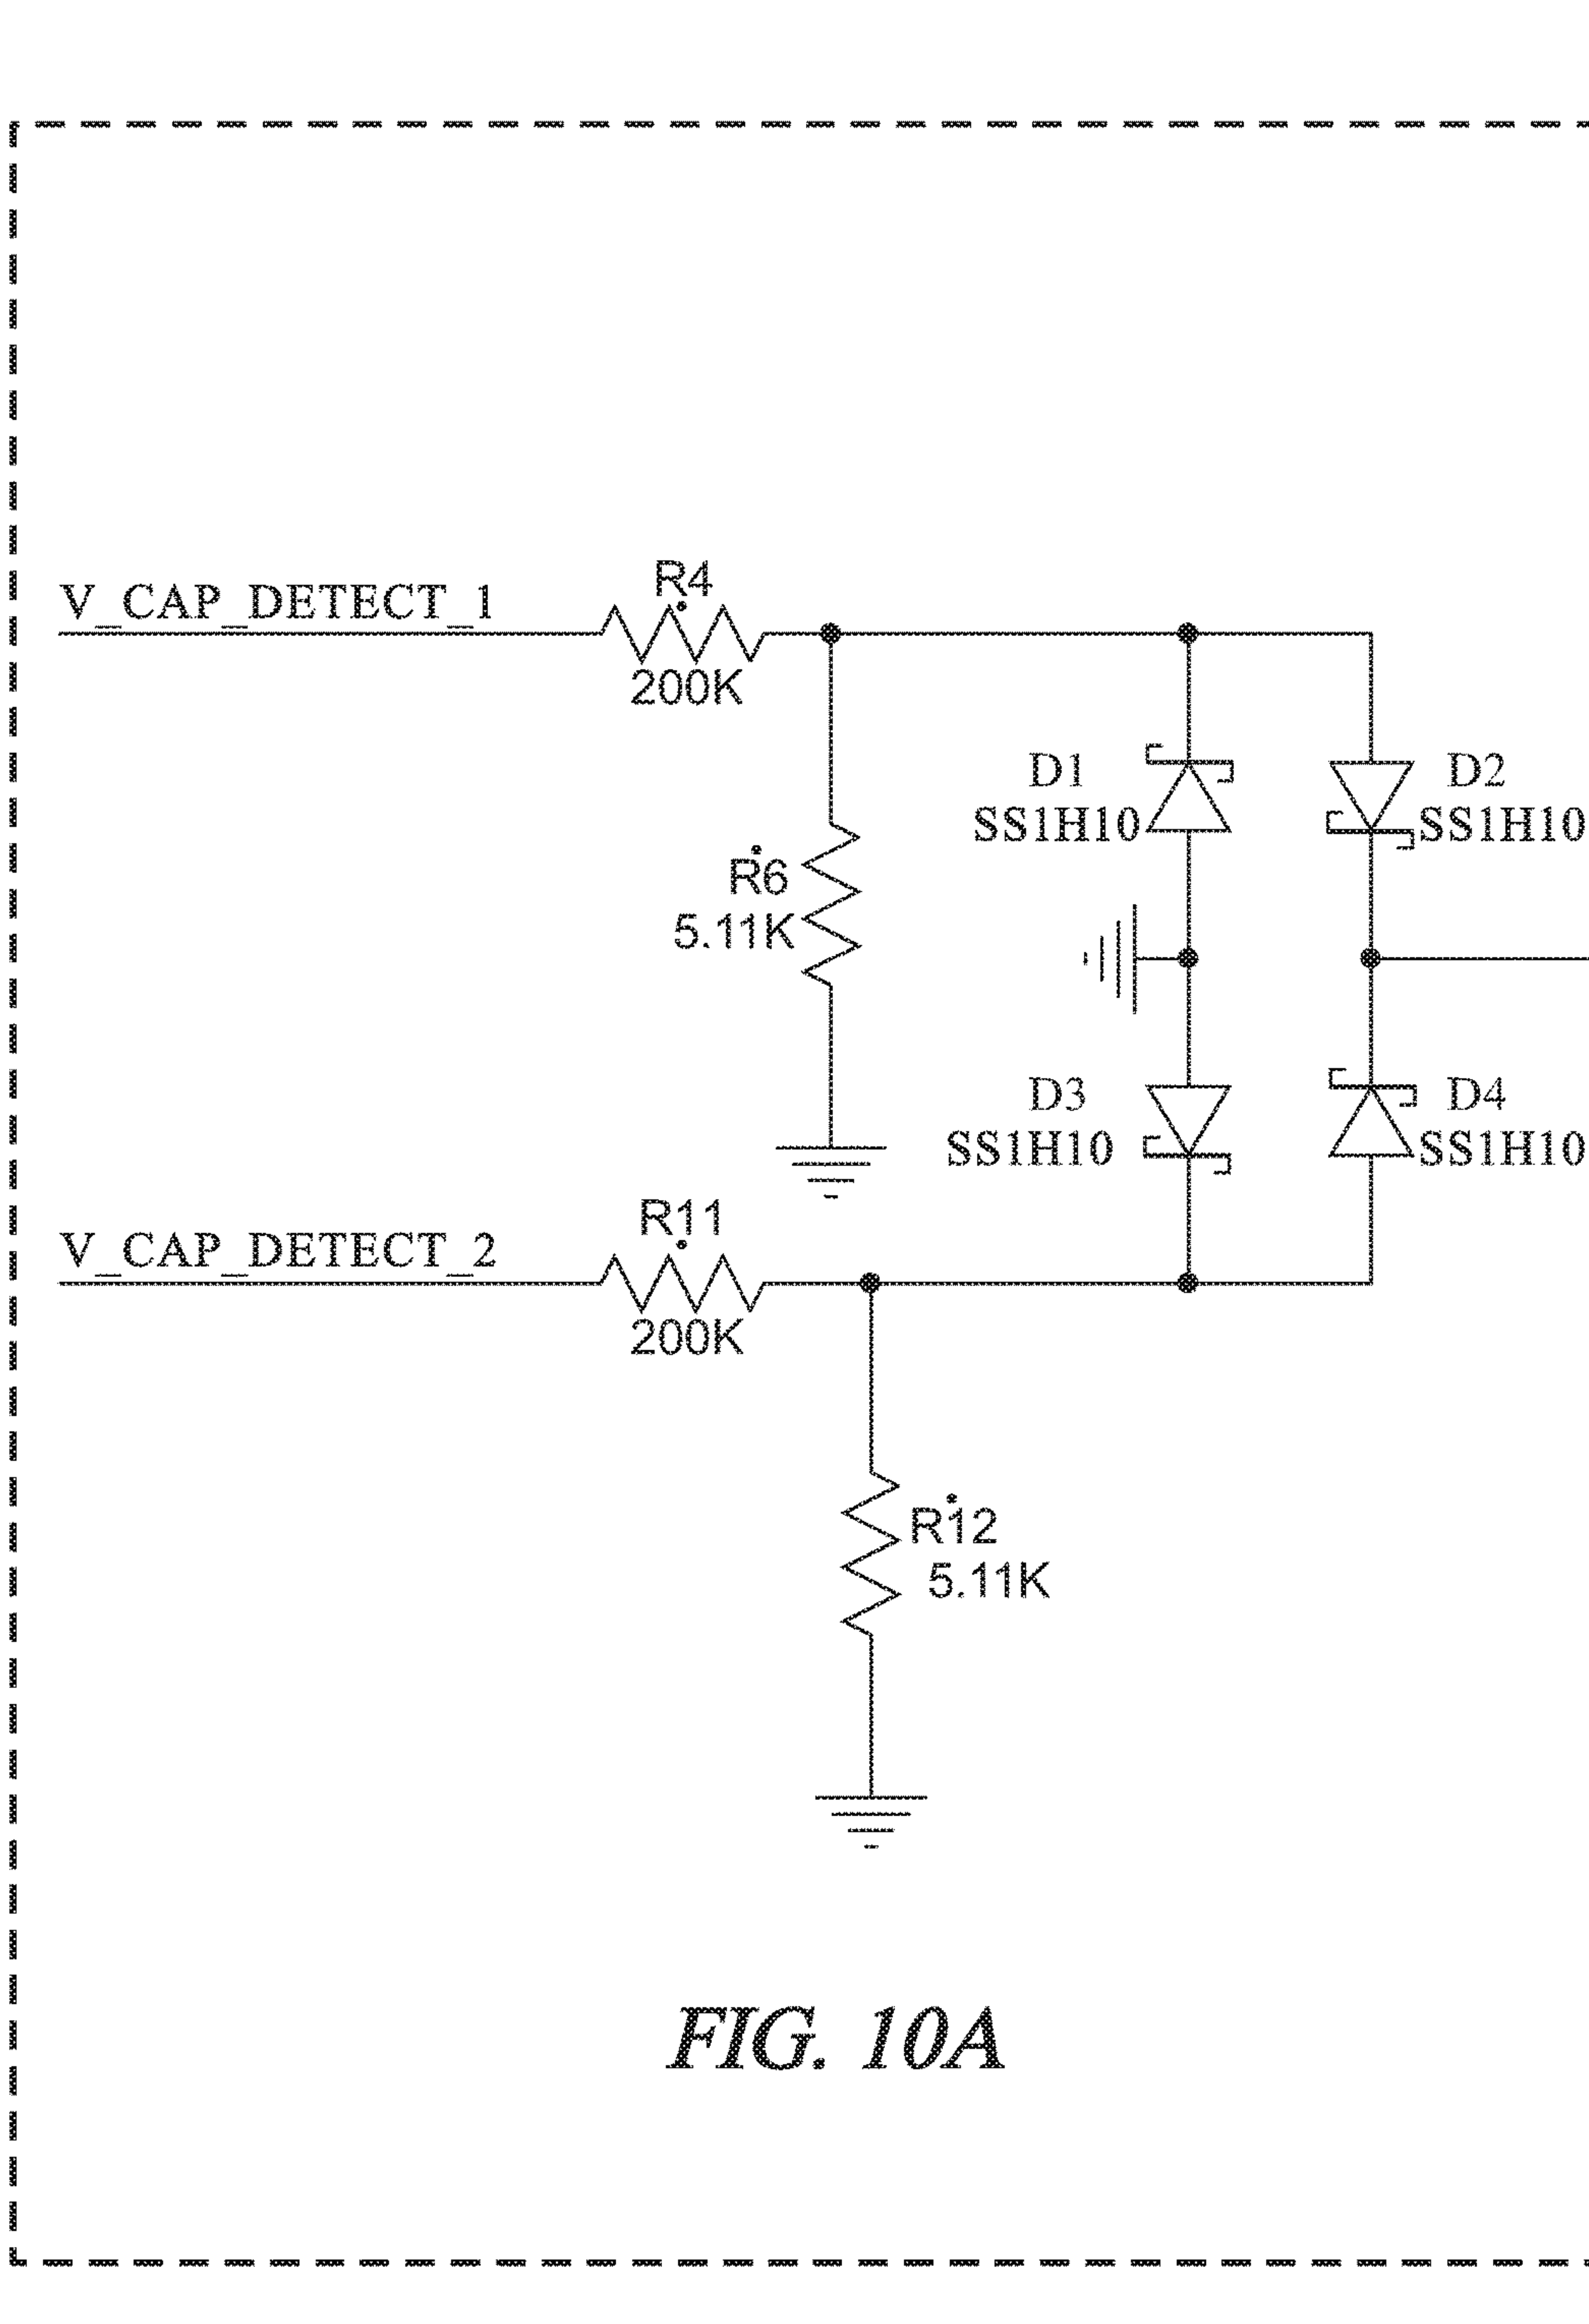 R4
V_CAP_DETECT_1
200K
D1
SS1H10
D2
SS1H10
R6
5.11K
D3
SS1H10
D4
SS1H10
R11
V_CAP_DETECT_2
200K
R12
5.11K
FIG. 10A